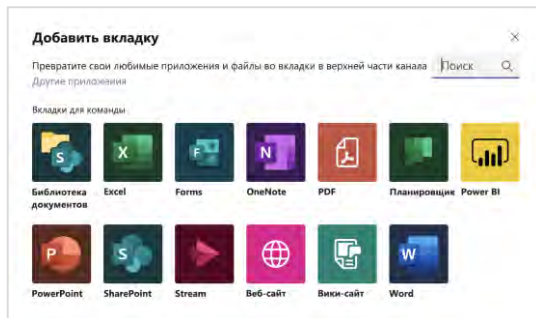 Добавить вкладку
Превратите свои любимые приложения и файлы во вкладки в верхней части канала
Поиск
Другие приложения
Вкладки для команды
Библиотека документов
Excel
Forms
OneNote
PDF
Планировщик
Power BI
PowerPoint
SharePoint
Stream
Веб-сайт
Вики-сайт
Word